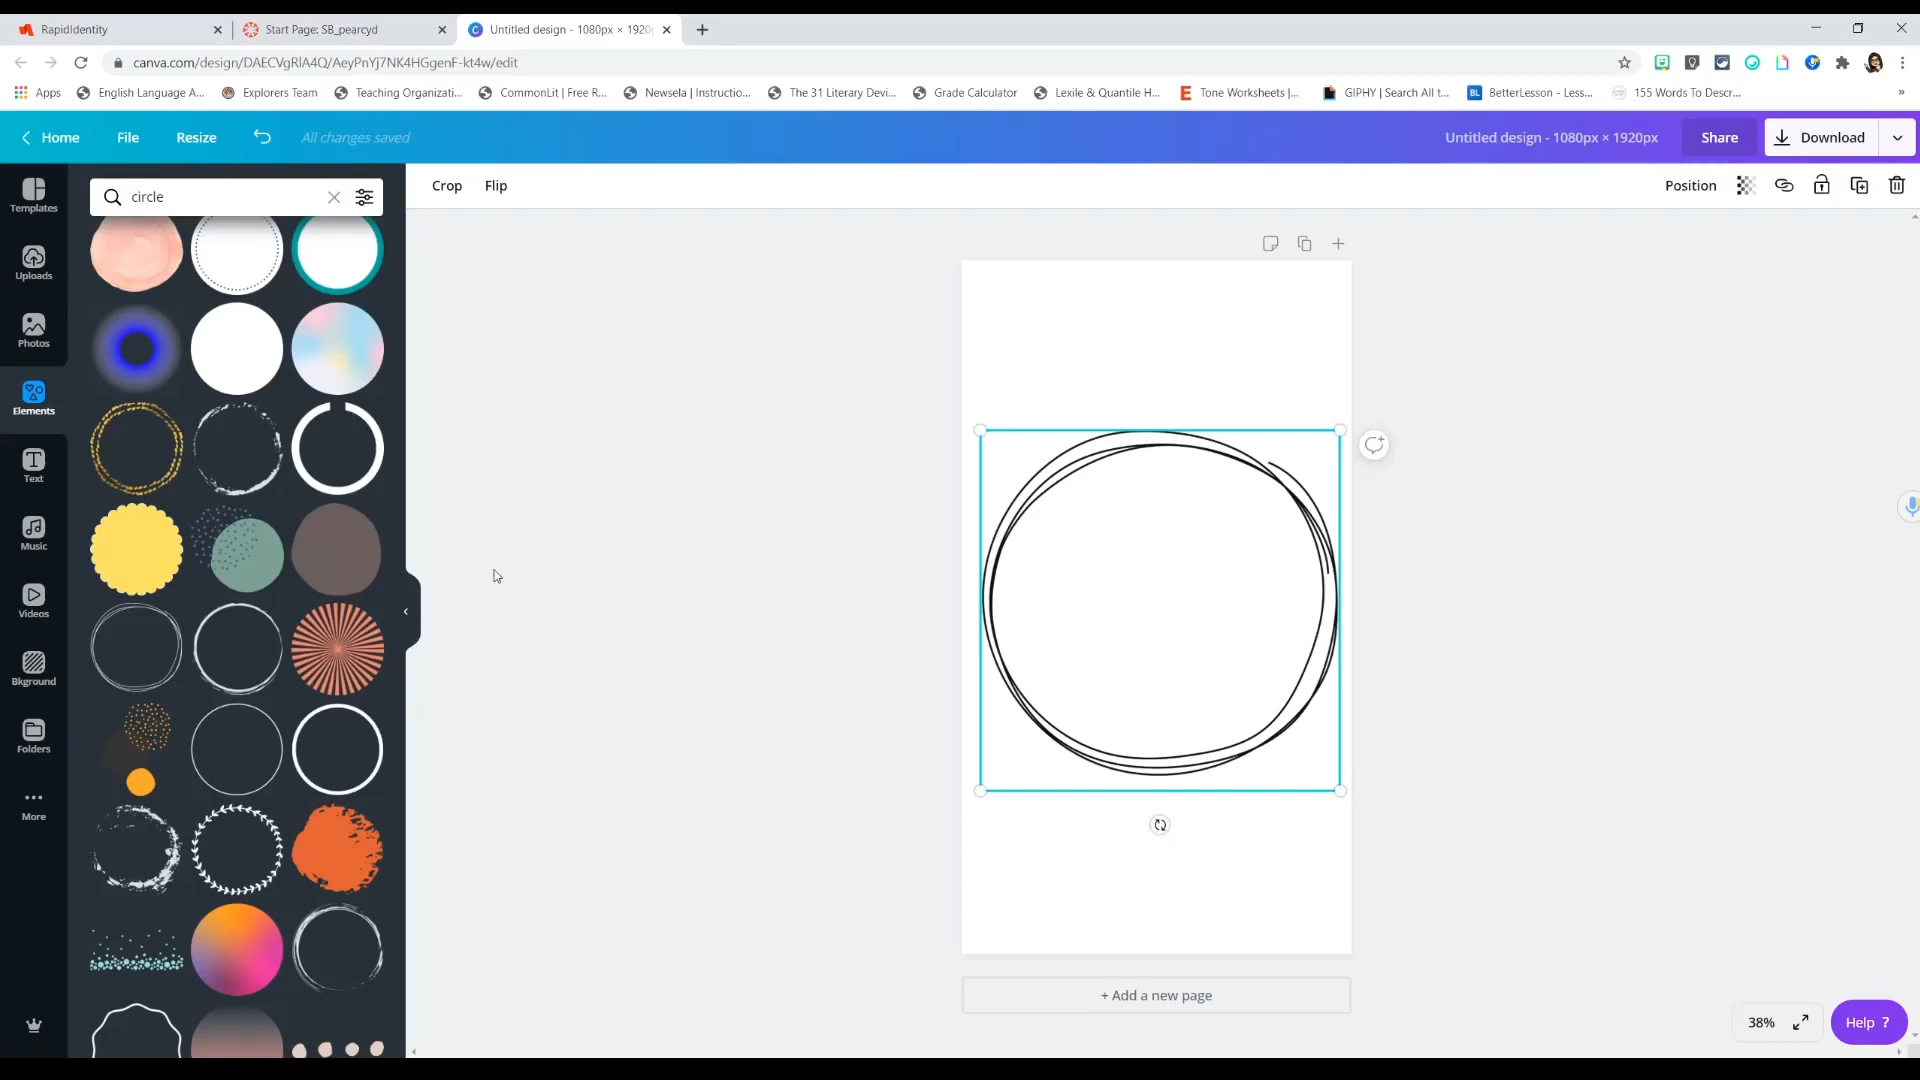 RapidIdentity
Start Page: SB_pearcyd
Untitled design - 1080px × 1920p
canva.com/design/DAECVgRlA4Q/AeyPnYj7NK4HGgenF-kt4w/edit
Apps
English Language A...
Explorers Team
Teaching Organizati...
CommonLit | Free R...
Newsela | Instructio...
The 31 Literary Devi...
Grade Calculator
Lexile & Quantile H...
Tone Worksheets |...
GIPHY | Search All t...
BetterLesson - Less...
155 Words To Descr...
Home
File
Resize
All changes saved
Untitled design - 1080px × 1920px
Share
Download
circle
Crop
Flip
Position
Templates
Uploads
Photos
Elements
Text
Music
Videos
Bkground
Folders
More
+ Add a new page
38%
Help ?